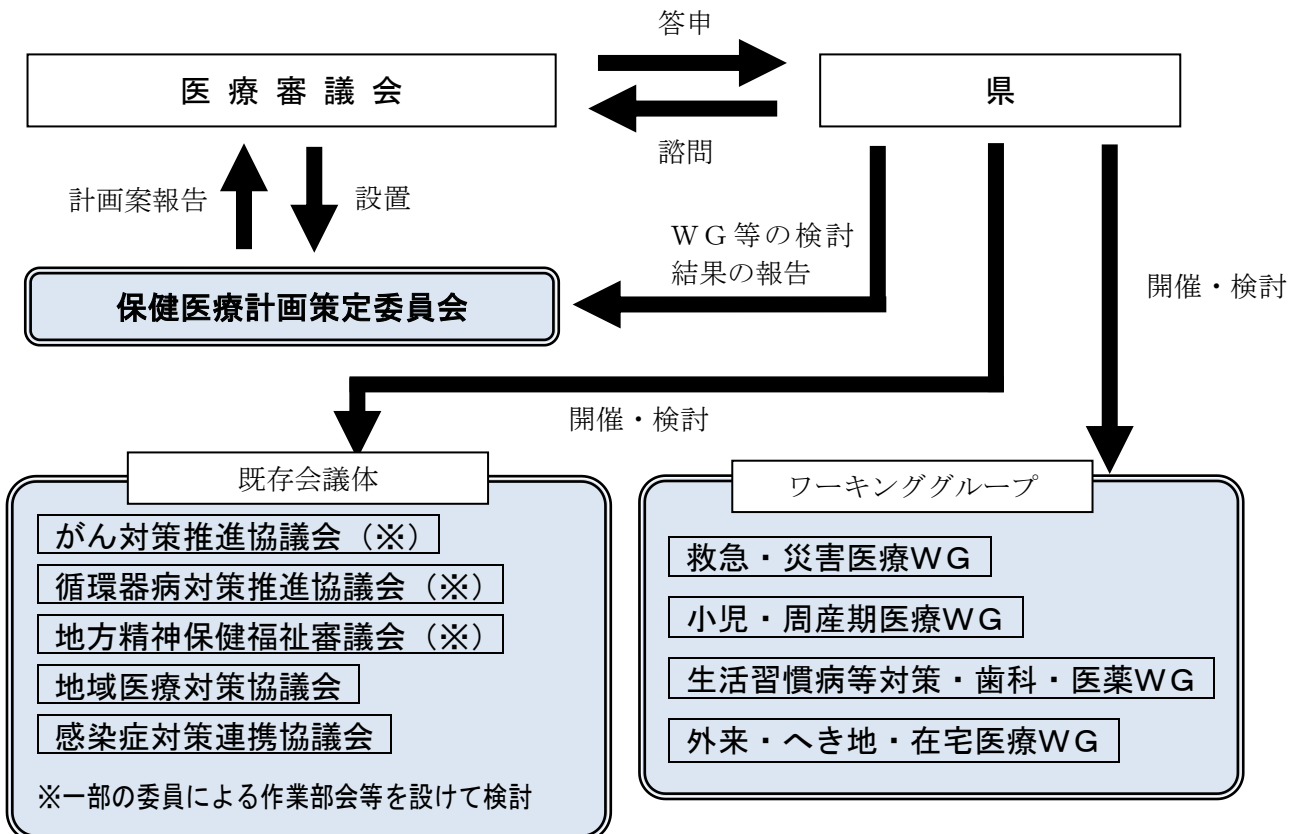 答申
医 療 審 議 会
県
諮問
計画案報告
設置
ＷＧ等の検討
結果の報告
開催・検討
保健医療計画策定委員会
開催・検討
既存会議体
がん対策推進協議会（※）
循環器病対策推進協議会（※）
地方精神保健福祉審議会（※）
地域医療対策協議会
感染症対策連携協議会
※一部の委員による作業部会等を設けて検討
ワーキンググループ
救急・災害医療ＷＧ
小児・周産期医療ＷＧ
生活習慣病等対策・歯科・医薬ＷＧ
外来・へき地・在宅医療ＷＧ